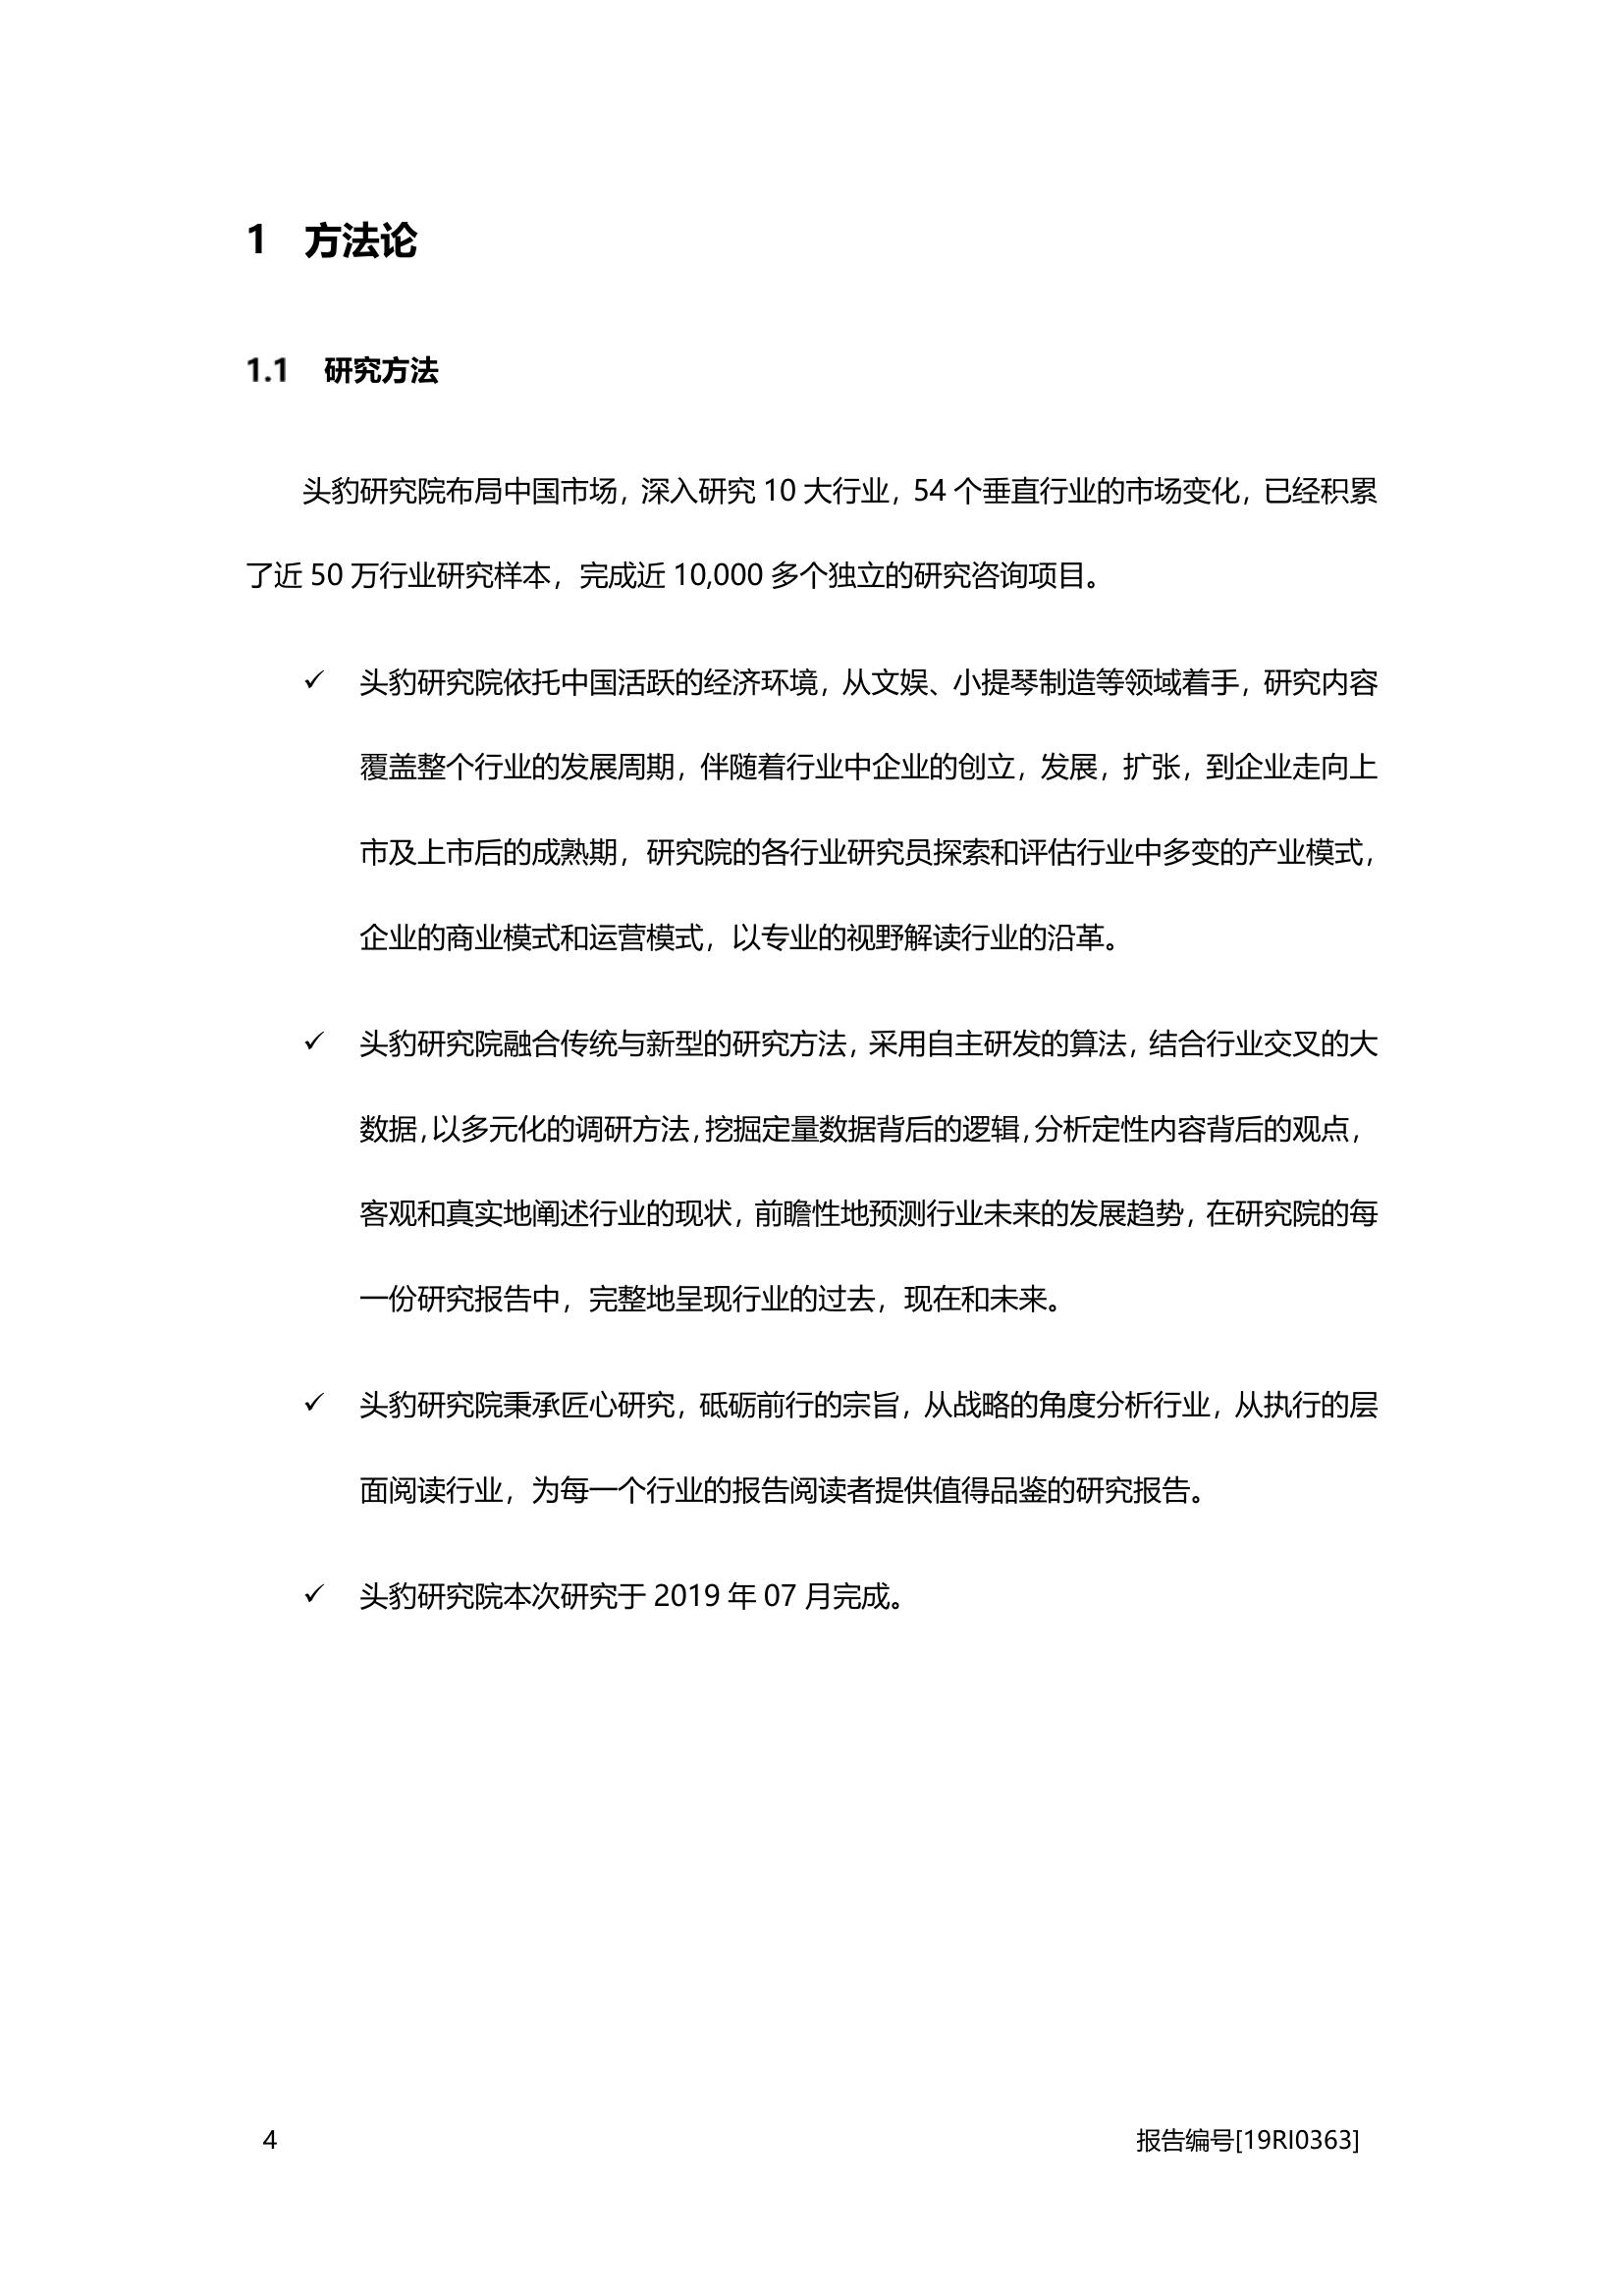 1 方法论
1.1 研究方法
头豹研究院布局中国市场，深入研究 10 大行业，54 个垂直行业的市场变化，已经积累
了近 50 万行业研究样本，完成近 10,000 多个独立的研究咨询项目。
✓ 头豹研究院依托中国活跃的经济环境，从文娱、小提琴制造等领域着手，研究内容
覆盖整个行业的发展周期，伴随着行业中企业的创立，发展，扩张，到企业走向上
市及上市后的成熟期，研究院的各行业研究员探索和评估行业中多变的产业模式，
企业的商业模式和运营模式，以专业的视野解读行业的沿革。
✓ 头豹研究院融合传统与新型的研究方法，采用自主研发的算法，结合行业交叉的大
数据，以多元化的调研方法，挖掘定量数据背后的逻辑，分析定性内容背后的观点，
客观和真实地阐述行业的现状，前瞻性地预测行业未来的发展趋势，在研究院的每
一份研究报告中，完整地呈现行业的过去，现在和未来。
✓ 头豹研究院秉承匠心研究，砥砺前行的宗旨，从战略的角度分析行业，从执行的层
面阅读行业，为每一个行业的报告阅读者提供值得品鉴的研究报告。
✓ 头豹研究院本次研究于 2019 年 07 月完成。
4 报告编号[19RI0363]